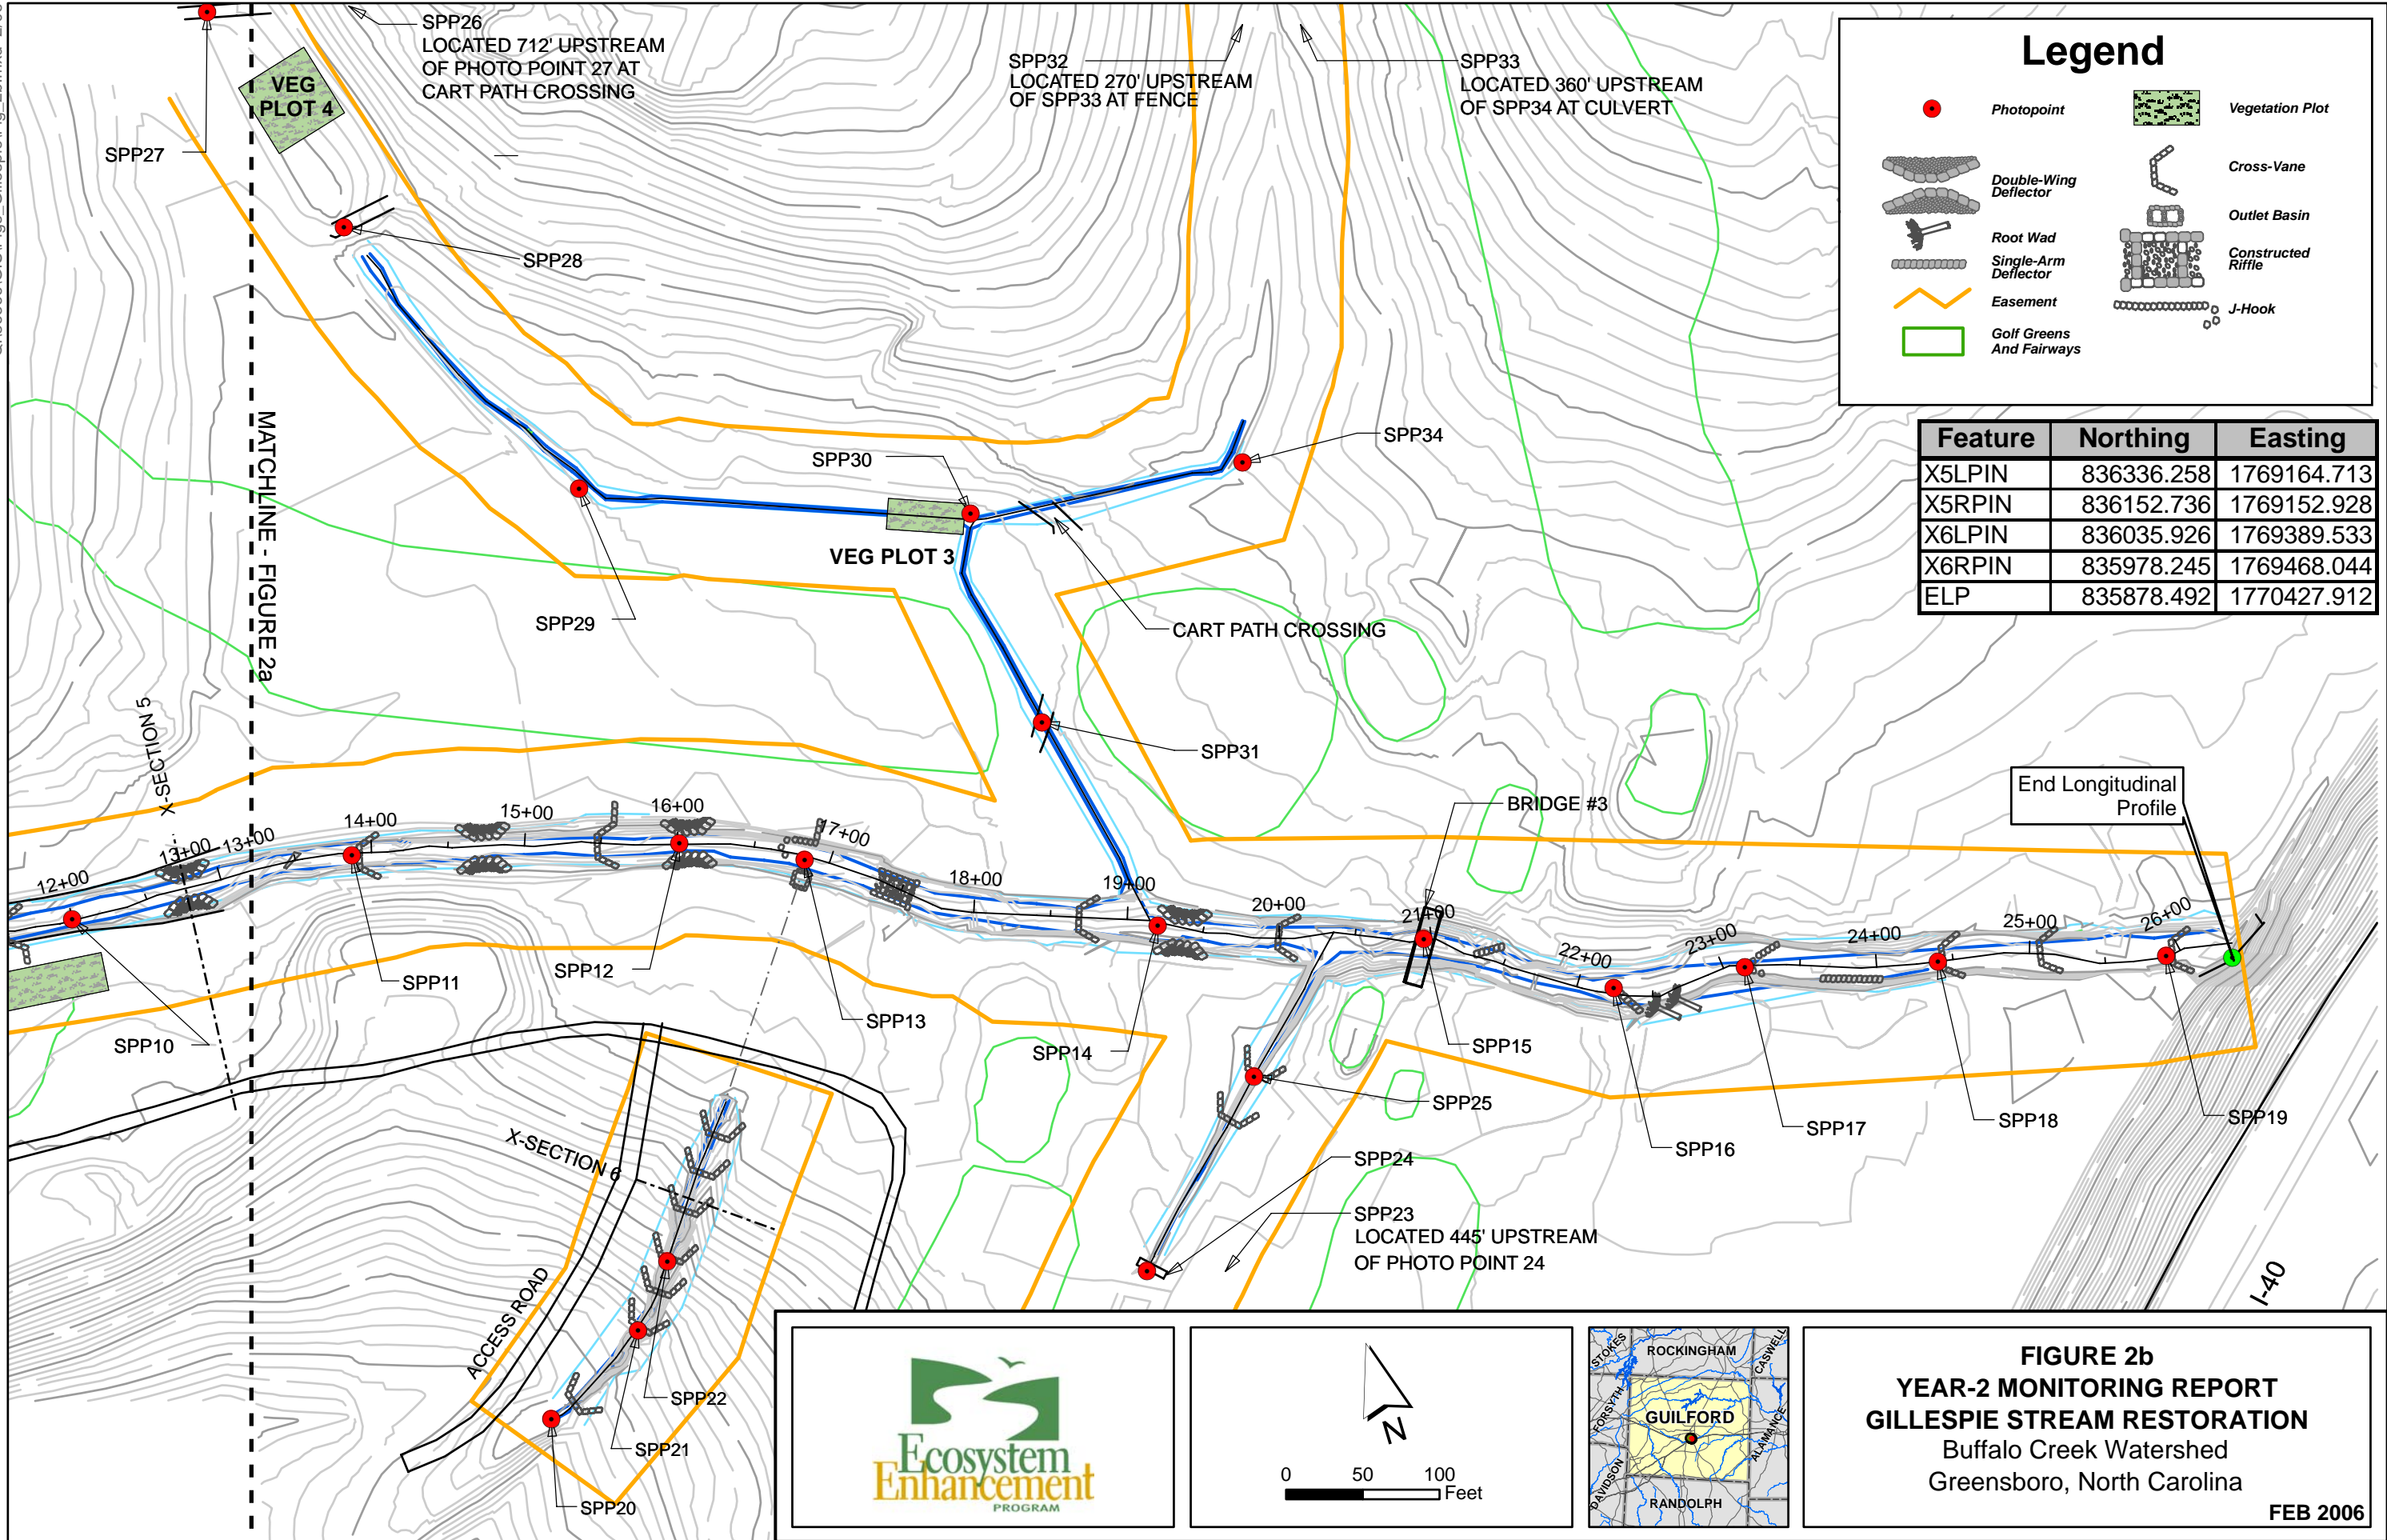 SPP26
LOCATED 712' UPSTREAM
OF PHOTO POINT 27 AT
CART PATH CROSSING
SPP32
LOCATED 270' UPSTREAM
OF SPP33 AT FENCE
SPP33
LOCATED 360' UPSTREAM
OF SPP34 AT CULVERT
VEG
PLOT 4
SPP27
SPP28
Legend
Photopoint
Vegetation Plot
Double-Wing
Deflector
Cross-Vane
Outlet Basin
Root Wad
Single-Arm
Deflector
Constructed
Riffle
Easement
J-Hook
Golf Greens
And Fairways
Feature Northing Easting
X5LPIN 836336.258 1769164.713
X5RPIN 836152.736 1769152.928
X6LPIN 836035.926 1769389.533
X6RPIN 835978.245 1769468.044
ELP 835878.492 1770427.912
MATCHLINE - FIGURE 2a
SPP34
SPP30
VEG PLOT 3
SPP29
CART PATH CROSSING
SPP31
X-SECTION 5
BRIDGE #3
End Longitudinal
Profile
12+00
13+00
13+00
14+00
15+00
16+00
17+00
18+00
19+00
20+00
21+00
22+00
23+00
24+00
25+00
26+00
SPP10
SPP11
SPP12
SPP13
SPP14
SPP15
SPP16
SPP17
SPP18
SPP19
SPP25
SPP24
SPP23
LOCATED 445' UPSTREAM
OF PHOTO POINT 24
X-SECTION 6
ACCESS ROAD
SPP22
SPP21
SPP20
I-40
Ecosystem
Enhancement
PROGRAM
N
0 50 100
Feet
STOKES
ROCKINGHAM
CASWELL
FORSYTH
GUILFORD
ALAMANCE
DAVIDSON
RANDOLPH
FIGURE 2b
YEAR-2 MONITORING REPORT
GILLESPIE STREAM RESTORATION
Buffalo Creek Watershed
Greensboro, North Carolina
FEB 2006